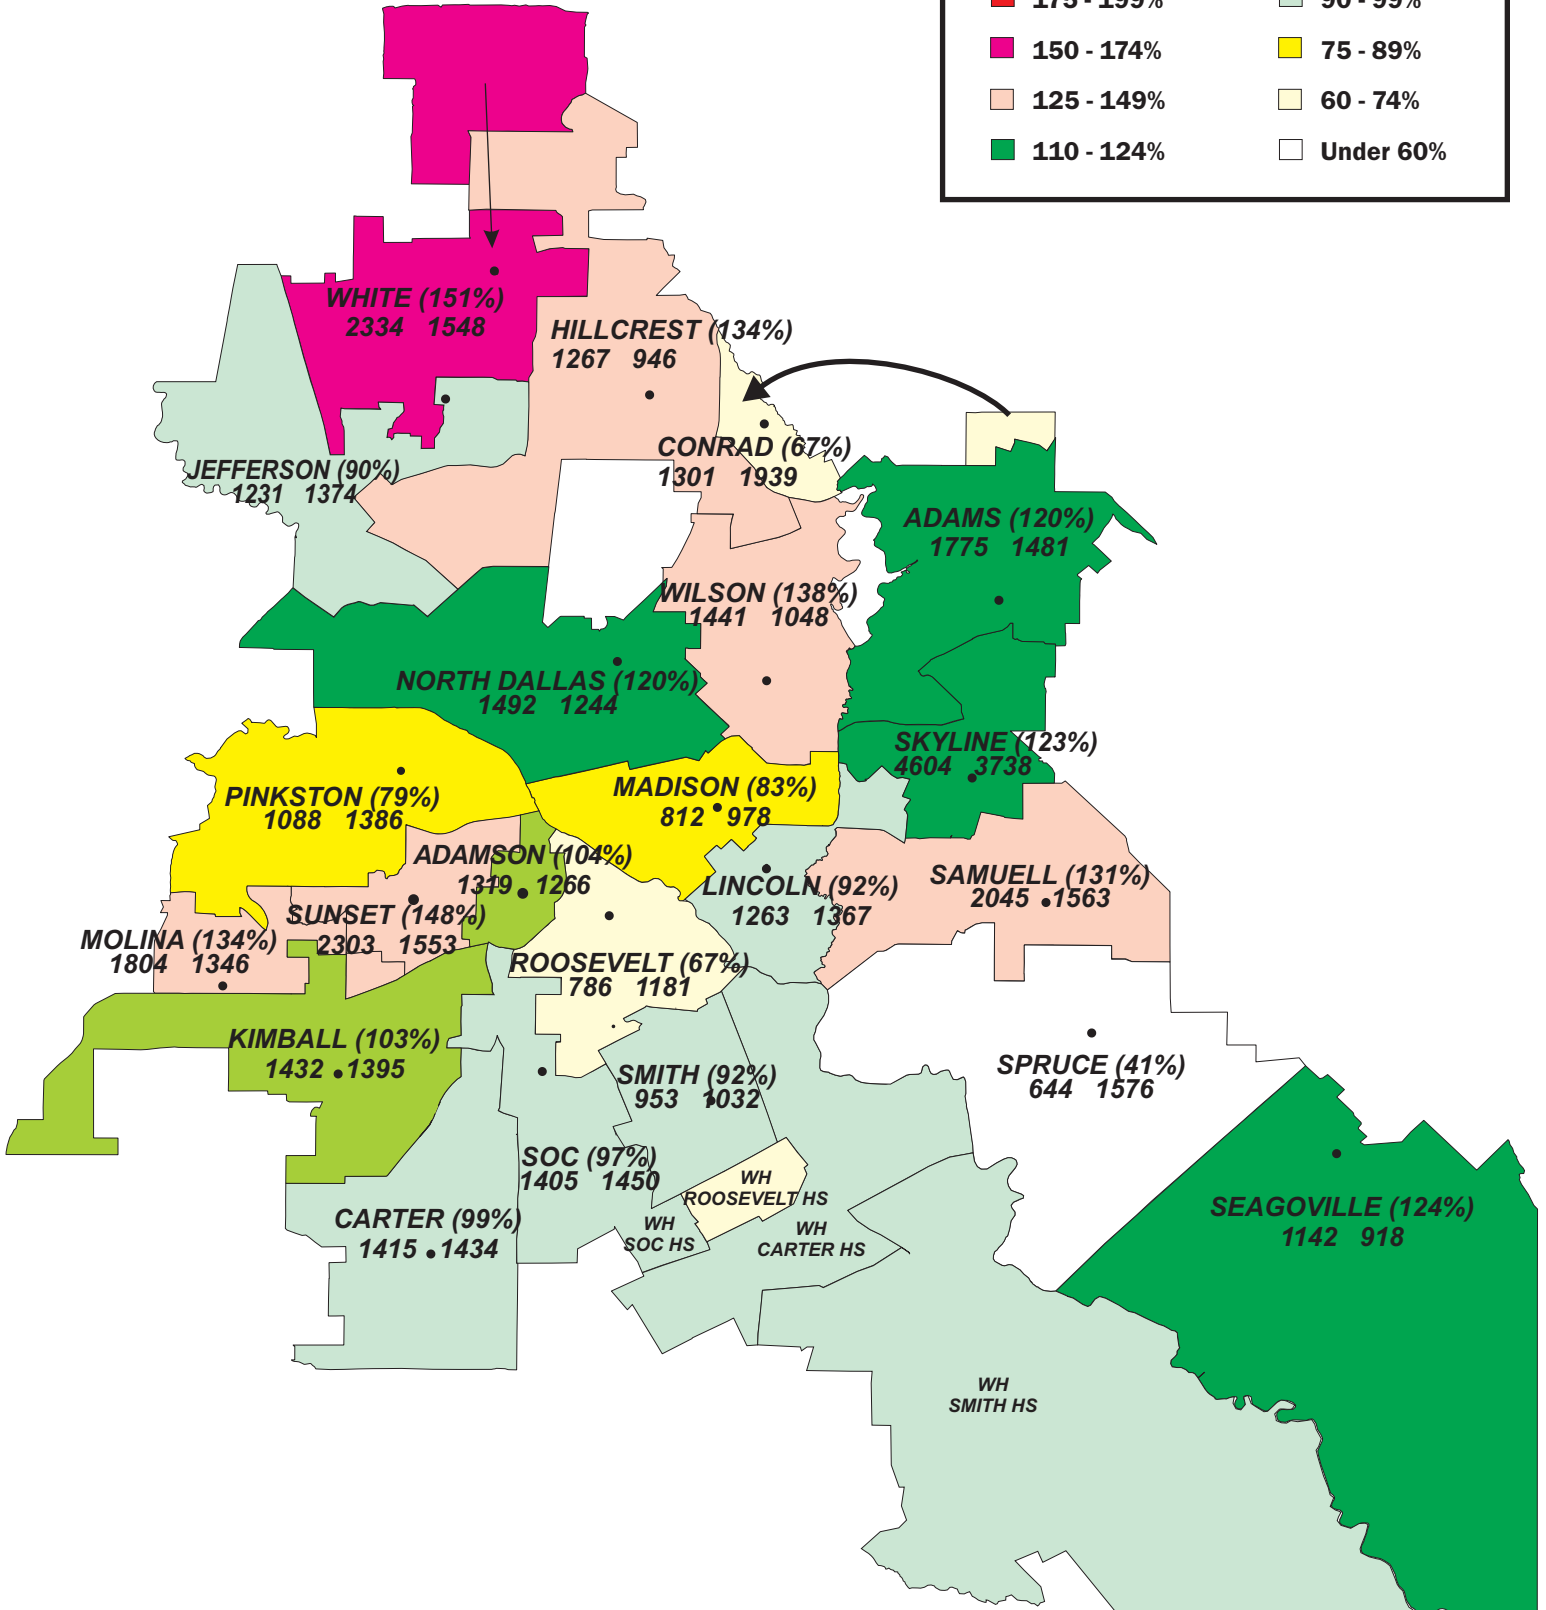 175 - 199%
90 - 99%
150 - 174%
75 - 89%
125 - 149%
60 - 74%
110 - 124%
Under 60%
WHITE (151%)
2334 1548
HILLCREST (134%)
1267 946
CONRAD (67%)
1301 1939
JEFFERSON (90%)
1231 1374
ADAMS (120%)
1775 1481
WILSON (138%)
1441 1048
NORTH DALLAS (120%)
1492 1244
SKYLINE (123%)
4604 3738
PINKSTON (79%)
1088 1386
MADISON (83%)
812 978
ADAMSON (104%)
1319 1266
LINCOLN (92%)
1263 1367
SAMUELL (131%)
2045 1563
SUNSET (148%)
2303 1553
MOLINA (134%)
1804 1346
ROOSEVELT (67%)
786 1181
KIMBALL (103%)
1432 1395
SMITH (92%)
953 1032
SPRUCE (41%)
644 1576
SOC (97%)
1405 1450
WH
ROOSEVELT HS
SEAGOVILLE (124%)
1142 918
CARTER (99%)
1415 1434
WH
SOC HS
WH
CARTER HS
WH
SMITH HS